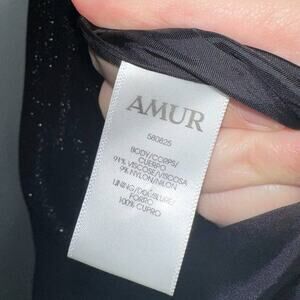 AMUR
580825
BODY/CORPS/
CUERPO
91% VISCOSE/VISCOSA
9% NYLON/NILON
LINING/DOUBLURE/
FORRO
100% CUPRO